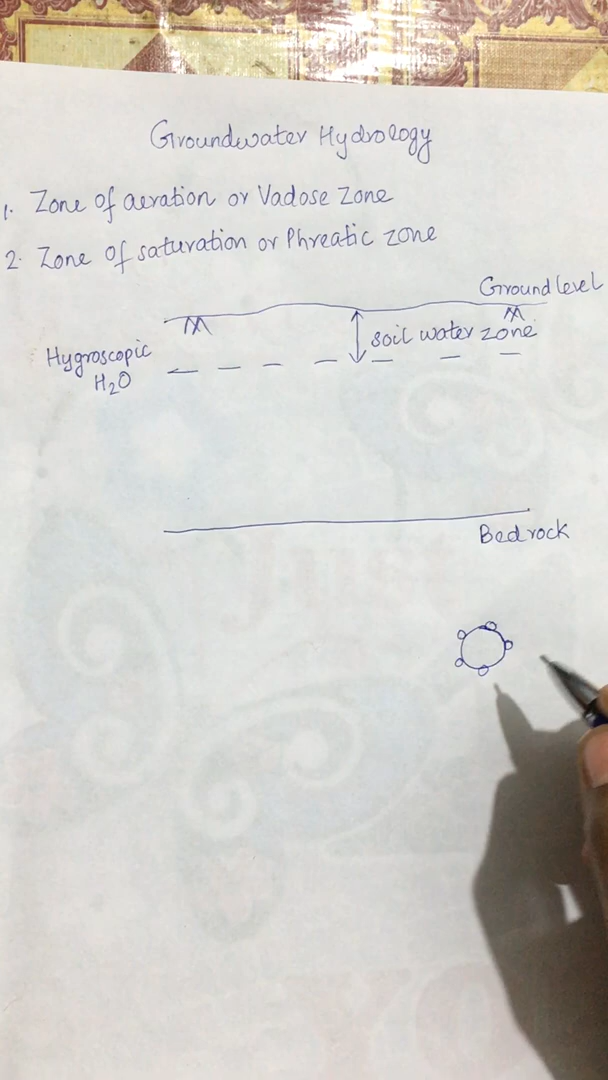 Groundwater Hydrology
1. Zone of aeration or Vadose Zone
2. Zone of saturation or Phreatic zone
Ground level
soil water zone
Hygroscopic
H2O
Bedrock